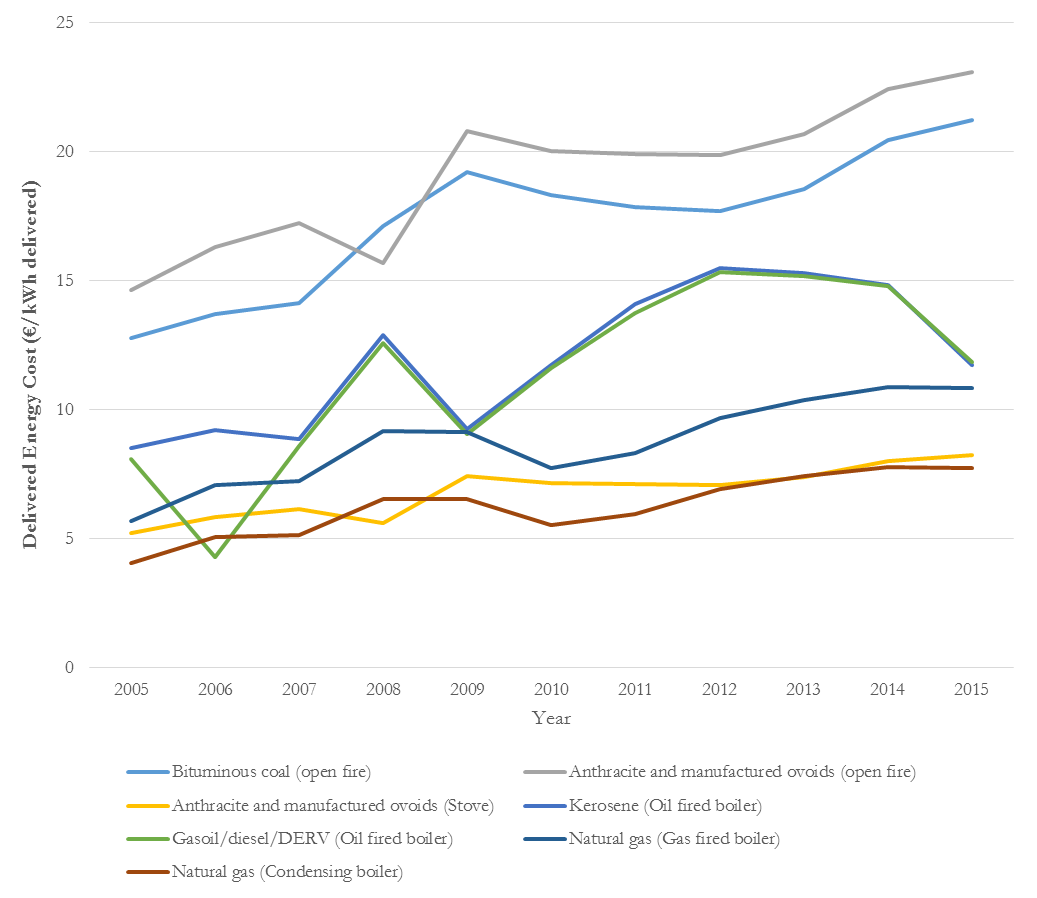 25
20
15
10
5
0
Delivered Energy Cost (€/kWh delivered)
2005 2006 2007 2008 2009 2010 2011 2012 2013 2014 2015
Year
Bituminous coal (open fire) Anthracite and manufactured ovoids (open fire)
Anthracite and manufactured ovoids (Stove) Kerosene (Oil fired boiler)
Gasoil/diesel/DERV (Oil fired boiler) Natural gas (Gas fired boiler)
Natural gas (Condensing boiler)